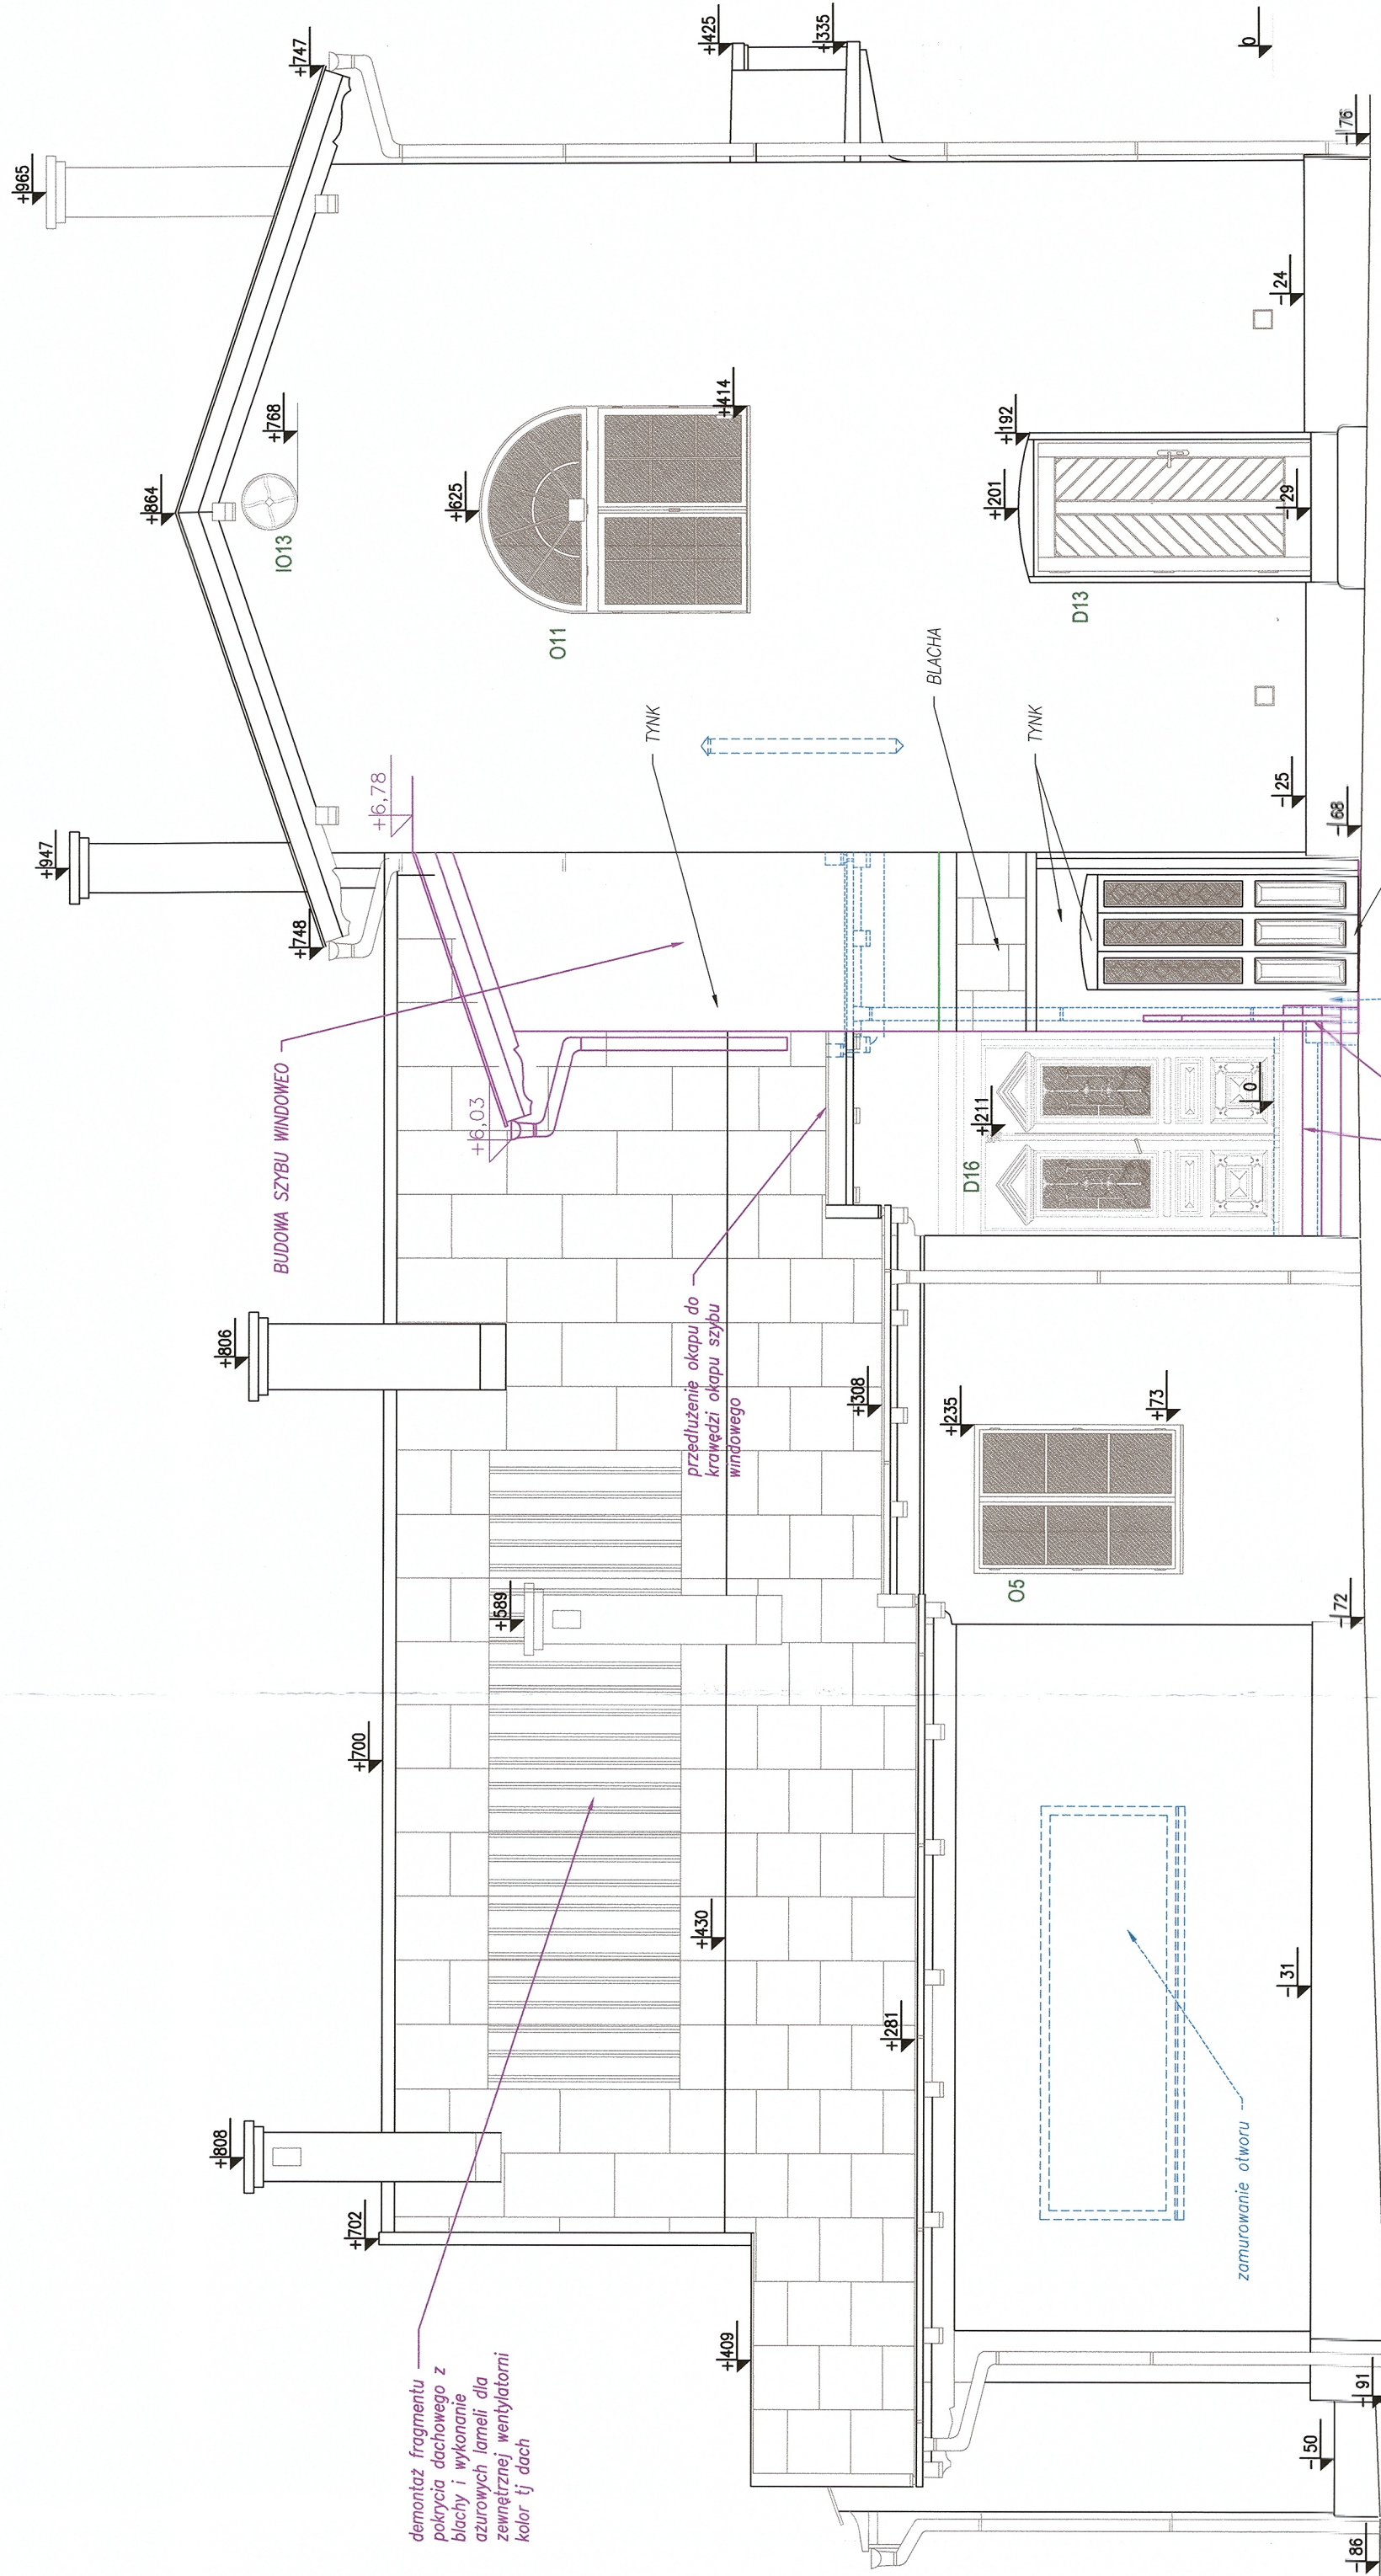 demontaż fragmentu
pokrycia dachowego z
blachy i wykonanie
ażurowych lameli dla
zewnętrznej wentylatorni
kolor tj dach
+702
+808
+700
+806
BUDOWA SZYBU WINDOWEO
+748
+947
+864
+768
IO13
+965
+747
+6,78
+6,03
+589
+430
+409
+281
przedłużenie okapu do
krawędzi okapu szybu
windowego
+308
TYNK
O11
+625
+414
+425
+335
BLACHA
TYNK
D16
+211
0
O5
+235
+73
D13
+201
+192
-29
-25
-24
0
zamurowanie otworu
-31
-50
-86
-91
-72
-68
-76